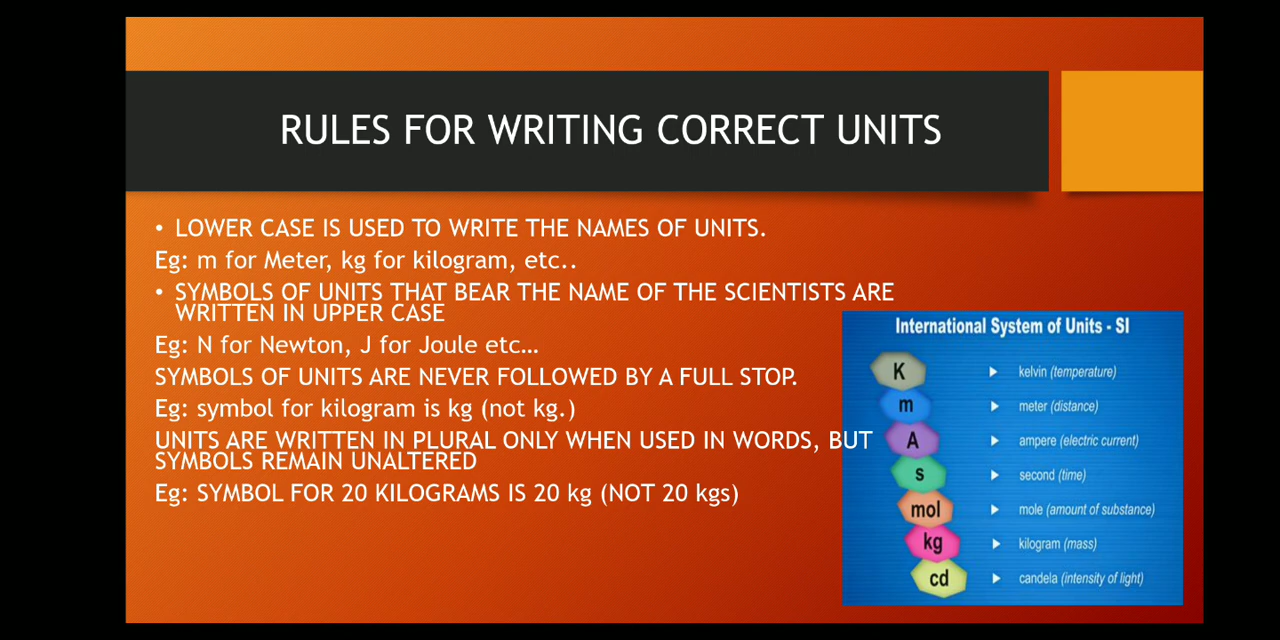 RULES FOR WRITING CORRECT UNITS
• LOWER CASE IS USED TO WRITE THE NAMES OF UNITS.
Eg: m for Meter, kg for kilogram, etc..
• SYMBOLS OF UNITS THAT BEAR THE NAME OF THE SCIENTISTS ARE
WRITTEN IN UPPER CASE
Eg: N for Newton, J for Joule etc...
SYMBOLS OF UNITS ARE NEVER FOLLOWED BY A FULL STOP.
Eg: symbol for kilogram is kg (not kg.)
UNITS ARE WRITTEN IN PLURAL ONLY WHEN USED IN WORDS, BUT
SYMBOLS REMAIN UNALTERED
Eg: SYMBOL FOR 20 KILOGRAMS IS 20 kg (NOT 20 kgs)
International System of Units - SI
K kelvin (temperature)
m meter (distance)
A ampere (electric current)
s second (time)
mol mole (amount of substance)
kg kilogram (mass)
cd candela (intensity of light)